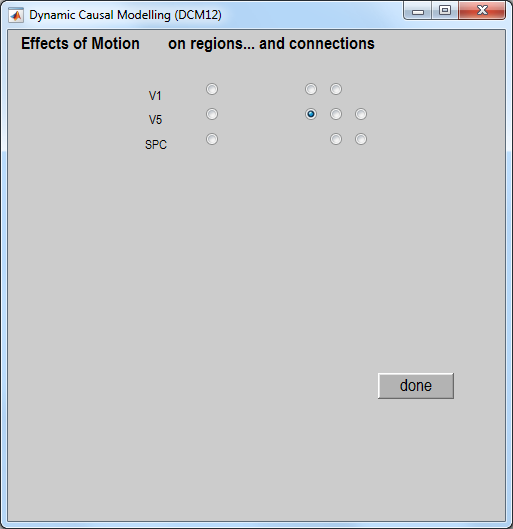 Dynamic Causal Modelling (DCM12)
Effects of Motion on regions... and connections
V1
V5
SPC
done